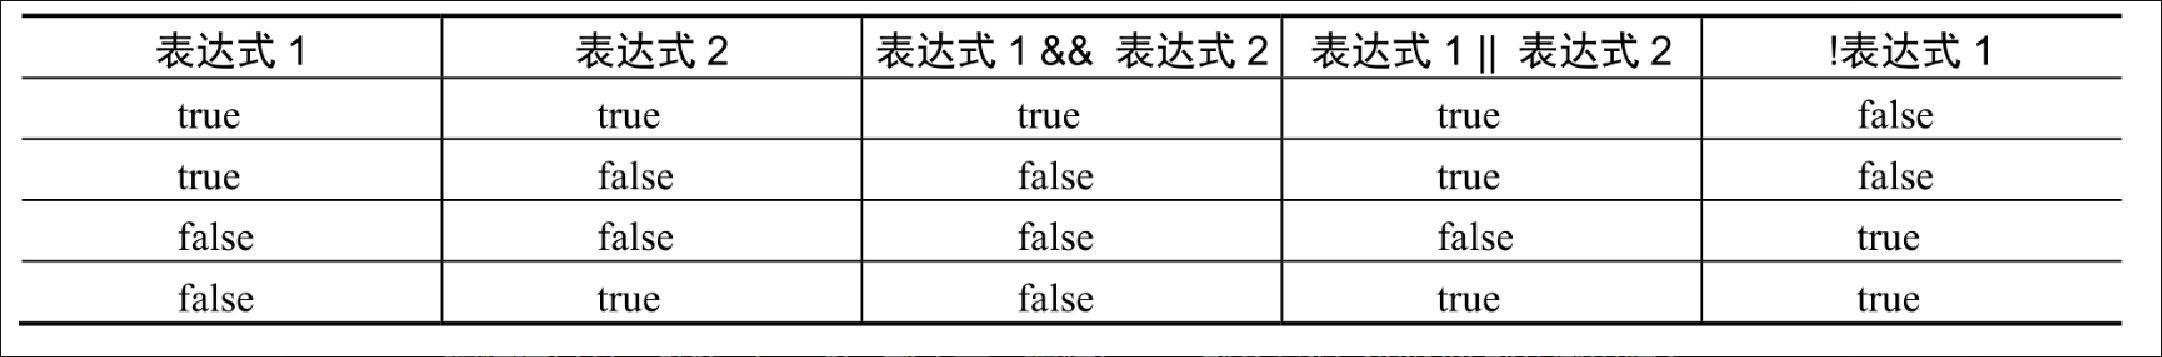 表达式 1 表达式 2 表达式 1 && 表达式 2 表达式 1 || 表达式 2 !表达式 1
true true true true false
true false false true false
false false false false true
false true false true true